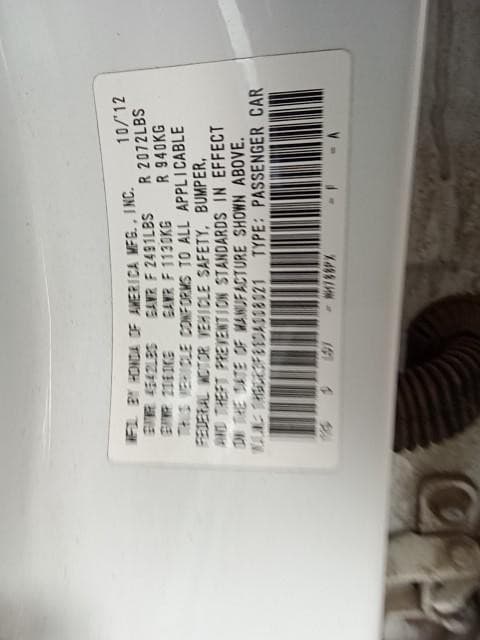 MFD. BY HONDA OF AMERICA MFG., INC. 10/'12
GVWR 4542LBS GAWR F 2491LBS R 2072LBS
GVWR 2060KG GAWR F 1130KG R 940KG
THIS VEHICLE CONFORMS TO ALL APPLICABLE
FEDERAL MOTOR VEHICLE SAFETY, BUMPER,
AND THEFT PREVENTION STANDARDS IN EFFECT
ON THE DATE OF MANUFACTURE SHOWN ABOVE.
V.I.N.: TYPE: PASSENGER CAR
NH788PX - F - A